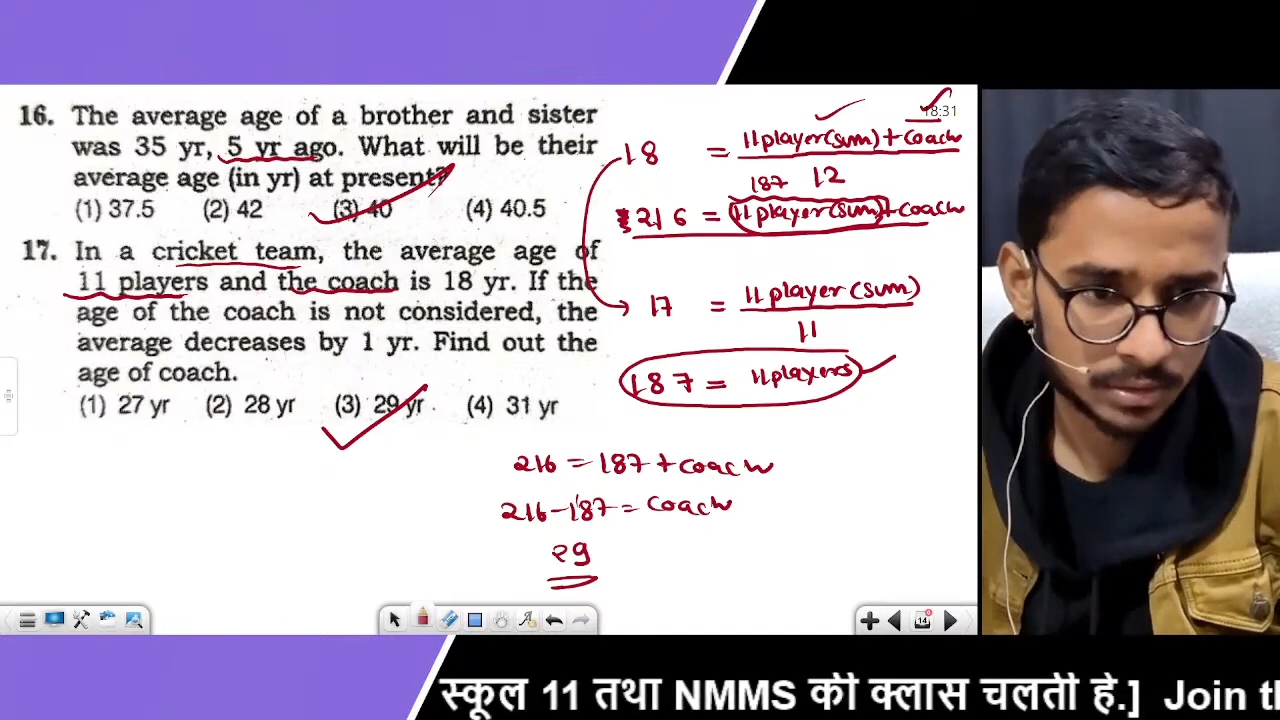 16. The average age of a brother and sister
was 35 yr, 5 yr ago. What will be their
average age (in yr) at present?
(1) 37.5 (2) 42 (3) 40 (4) 40.5
17. In a cricket team, the average age of
11 players and the coach is 18 yr. If the
age of the coach is not considered, the
average decreases by 1 yr. Find out the
age of coach.
(1) 27 yr (2) 28 yr (3) 29 yr (4) 31 yr
18:31
18 = 11 player (sum) + coach
12
187
216 = 11 player (sum) + coach
17 = 11 player (sum)
11
187 = 11 players
216 = 187 + coach
216 - 187 = coach
29
14
स्कूल 11 तथा NMMS की क्लास चलती हे.] Join th